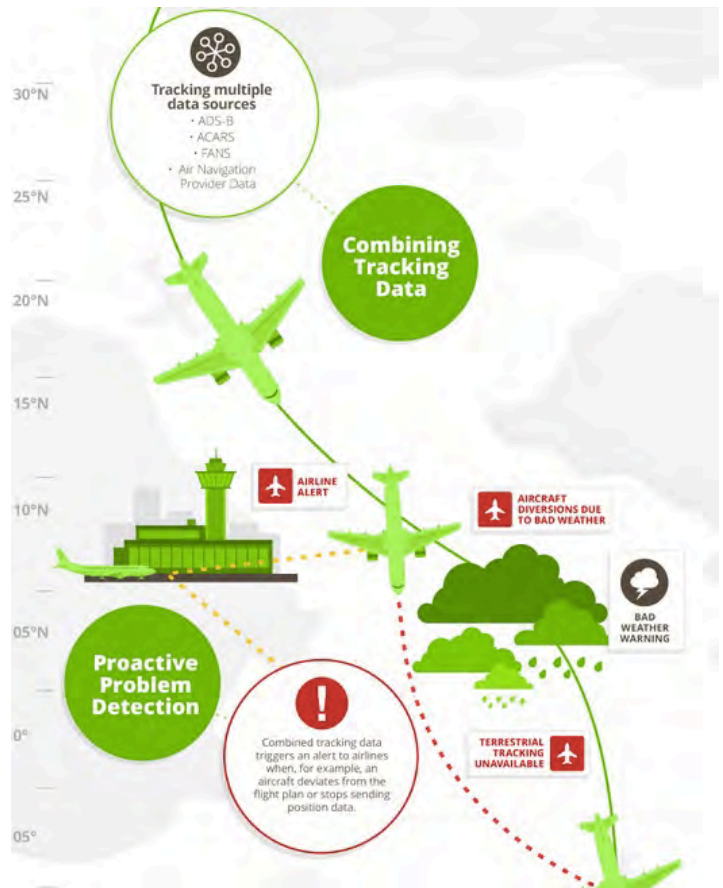 Tracking multiple
data sources
• ADS-B
• ACARS
• FANS
• Air Navigation
Provider Data
30°N
25°N
Combining
Tracking
Data
20°N
15°N
AIRLINE
ALERT
10°N
AIRCRAFT
DIVERSIONS DUE
TO BAD WEATHER
BAD
WEATHER
WARNING
05°N
Proactive
Problem
Detection
0°
Combined tracking data
triggers an alert to airlines
when, for example, an
aircraft deviates from the
flight plan or stops sending
position data.
!
TERRESTRIAL
TRACKING
UNAVAILABLE
05°